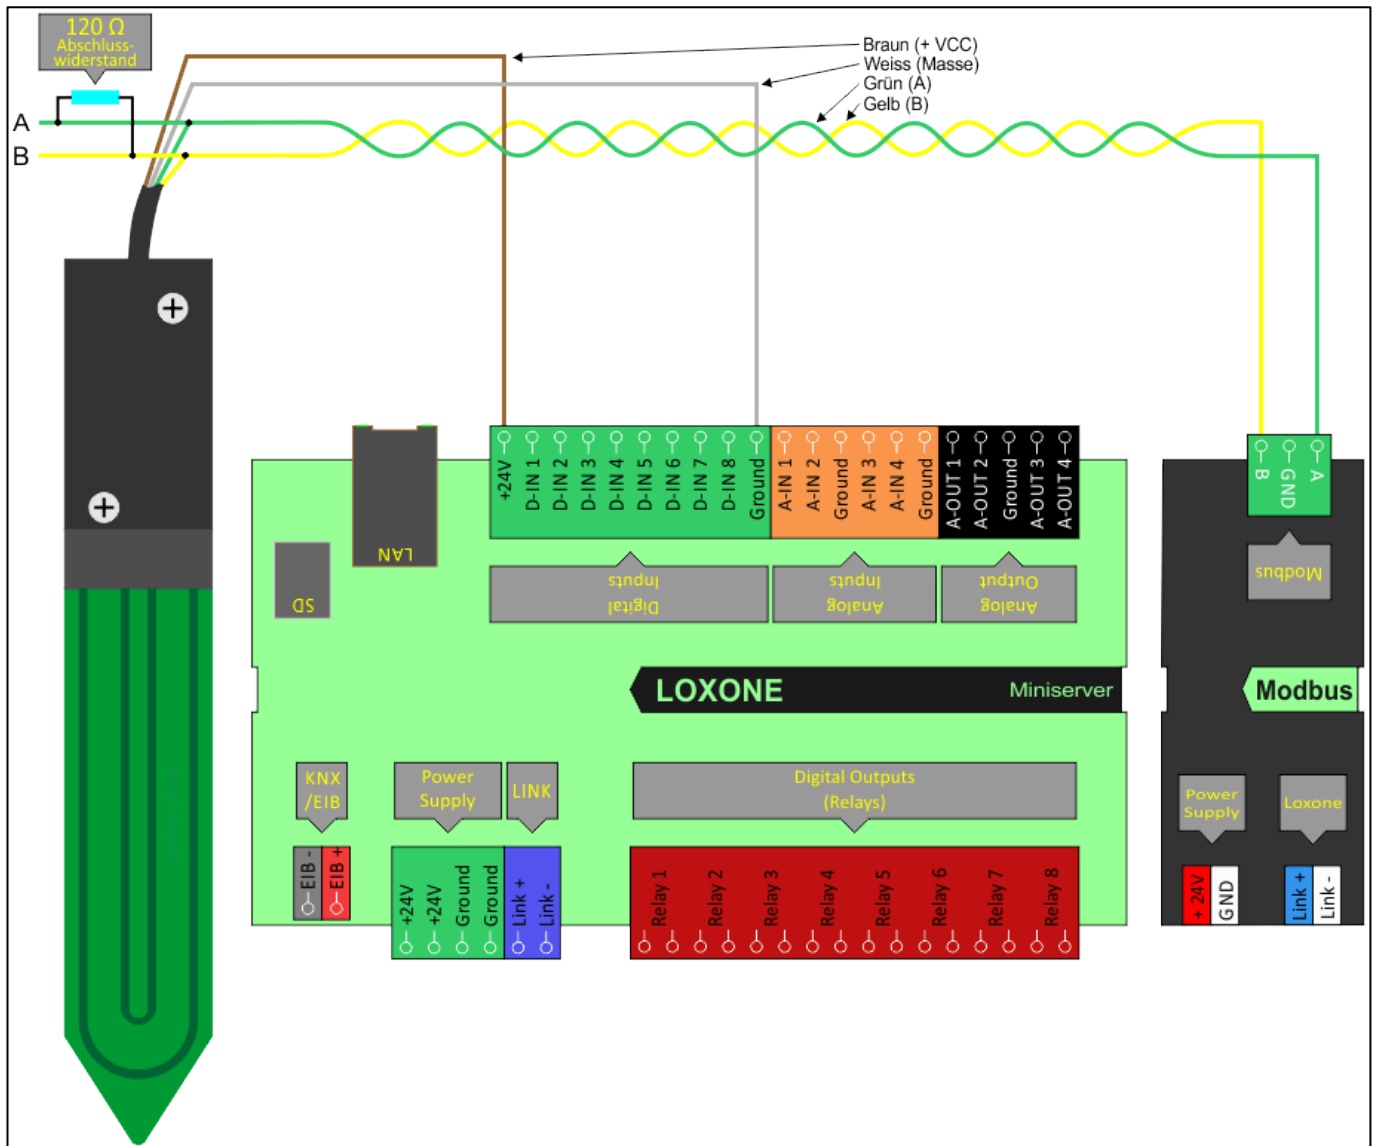 120 Ω
Abschluss-
widerstand
Braun (+ VCC)
Weiss (Masse)
Grün (A)
Gelb (B)
A
B
+24V
D-IN 1
D-IN 2
D-IN 3
D-IN 4
D-IN 5
D-IN 6
D-IN 7
D-IN 8
Ground
A-IN 1
A-IN 2
Ground
A-IN 3
A-IN 4
Ground
A-OUT 1
A-OUT 2
Ground
A-OUT 3
A-OUT 4
B
GND
A
LAN
SD
Digital
Inputs
Analog
Inputs
Analog
Output
Modbus
LOXONE
Miniserver
Modbus
KNX
/EIB
Power
Supply
LINK
Digital Outputs
(Relays)
Power
Supply
Loxone
EIB -
EIB +
+24V
+24V
Ground
Ground
Link +
Link -
Relay 1
Relay 2
Relay 3
Relay 4
Relay 5
Relay 6
Relay 7
Relay 8
+ 24V
GND
Link +
Link -